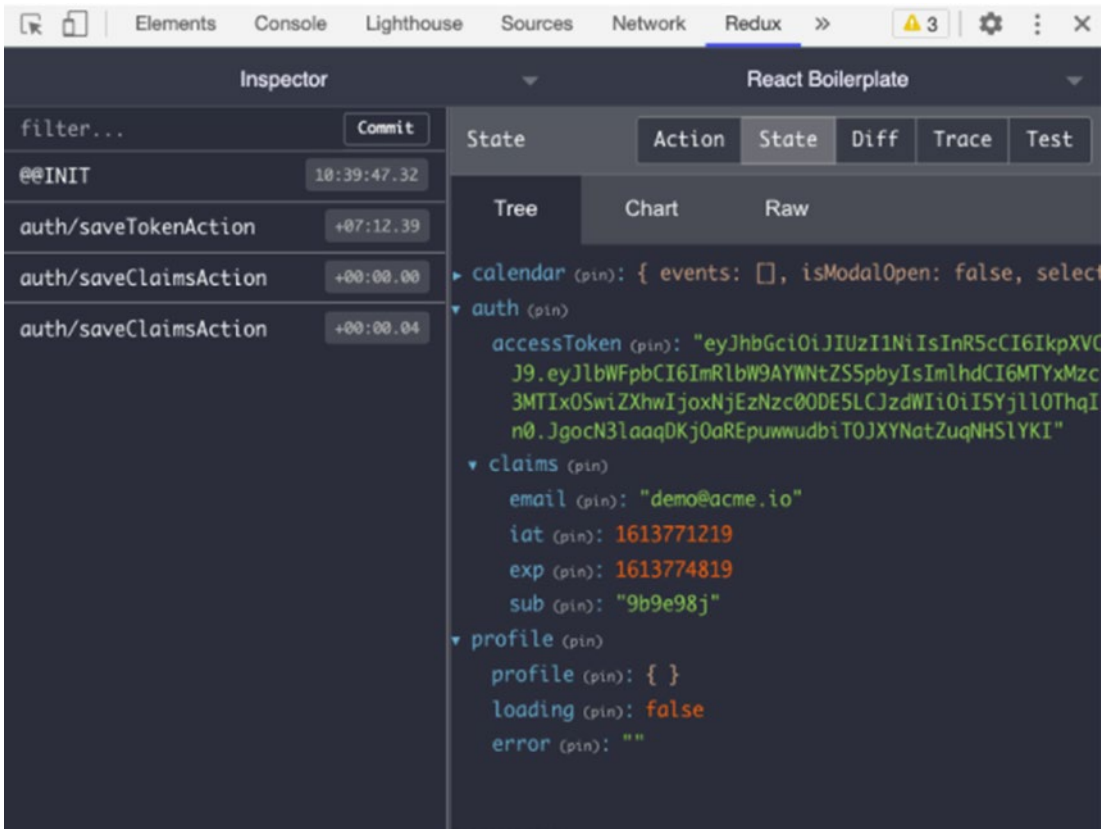 Elements Console Lighthouse Sources Network Redux » 3
Inspector React Boilerplate
filter... Commit
@@INIT 10:39:47.32
auth/saveTokenAction +07:12.39
auth/saveClaimsAction +00:00.00
auth/saveClaimsAction +00:00.04
State Action State Diff Trace Test
Tree Chart Raw
calendar (pin): { events: [], isModalOpen: false, select
auth (pin)
accessToken (pin): "eyJhbGciOiJIUzI1NiIsInR5cCI6IkpXVC
J9.eyJlbWFpbCI6ImRlbW9AYWNtZS5pbyIsImlhdCI6MTYxMzc
3MTIxOSwiZXhwIjoxNjEzNzc0ODE5LCJzdWIiOiI5YjllOThqI
n0.JgocN3laaqDKjOaREpuwwudbiTOJXYNatZuqNHSlYKI"
claims (pin)
email (pin): "demo@acme.io"
iat (pin): 1613771219
exp (pin): 1613774819
sub (pin): "9b9e98j"
profile (pin)
profile (pin): { }
loading (pin): false
error (pin): ""